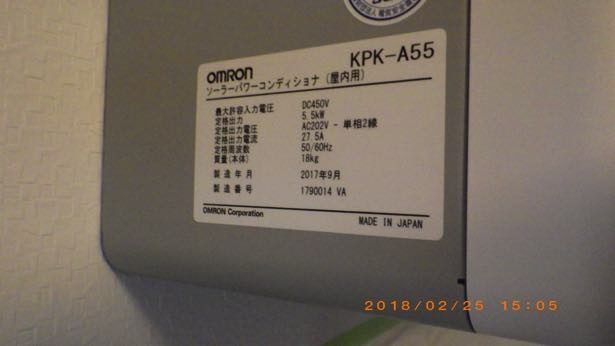 OMRON KPK-A55
ソーラーパワーコンディショナ (屋内用)
最大許容入力電圧 DC450V
定格出力 5.5kW
定格出力電圧 AC202V - 単相2線
定格出力電流 27.5A
定格周波数 50/60Hz
質量(本体) 18kg
製造年月 2017年9月
製造番号 1790014 VA
OMRON Corporation MADE IN JAPAN
2018/02/25 15:05